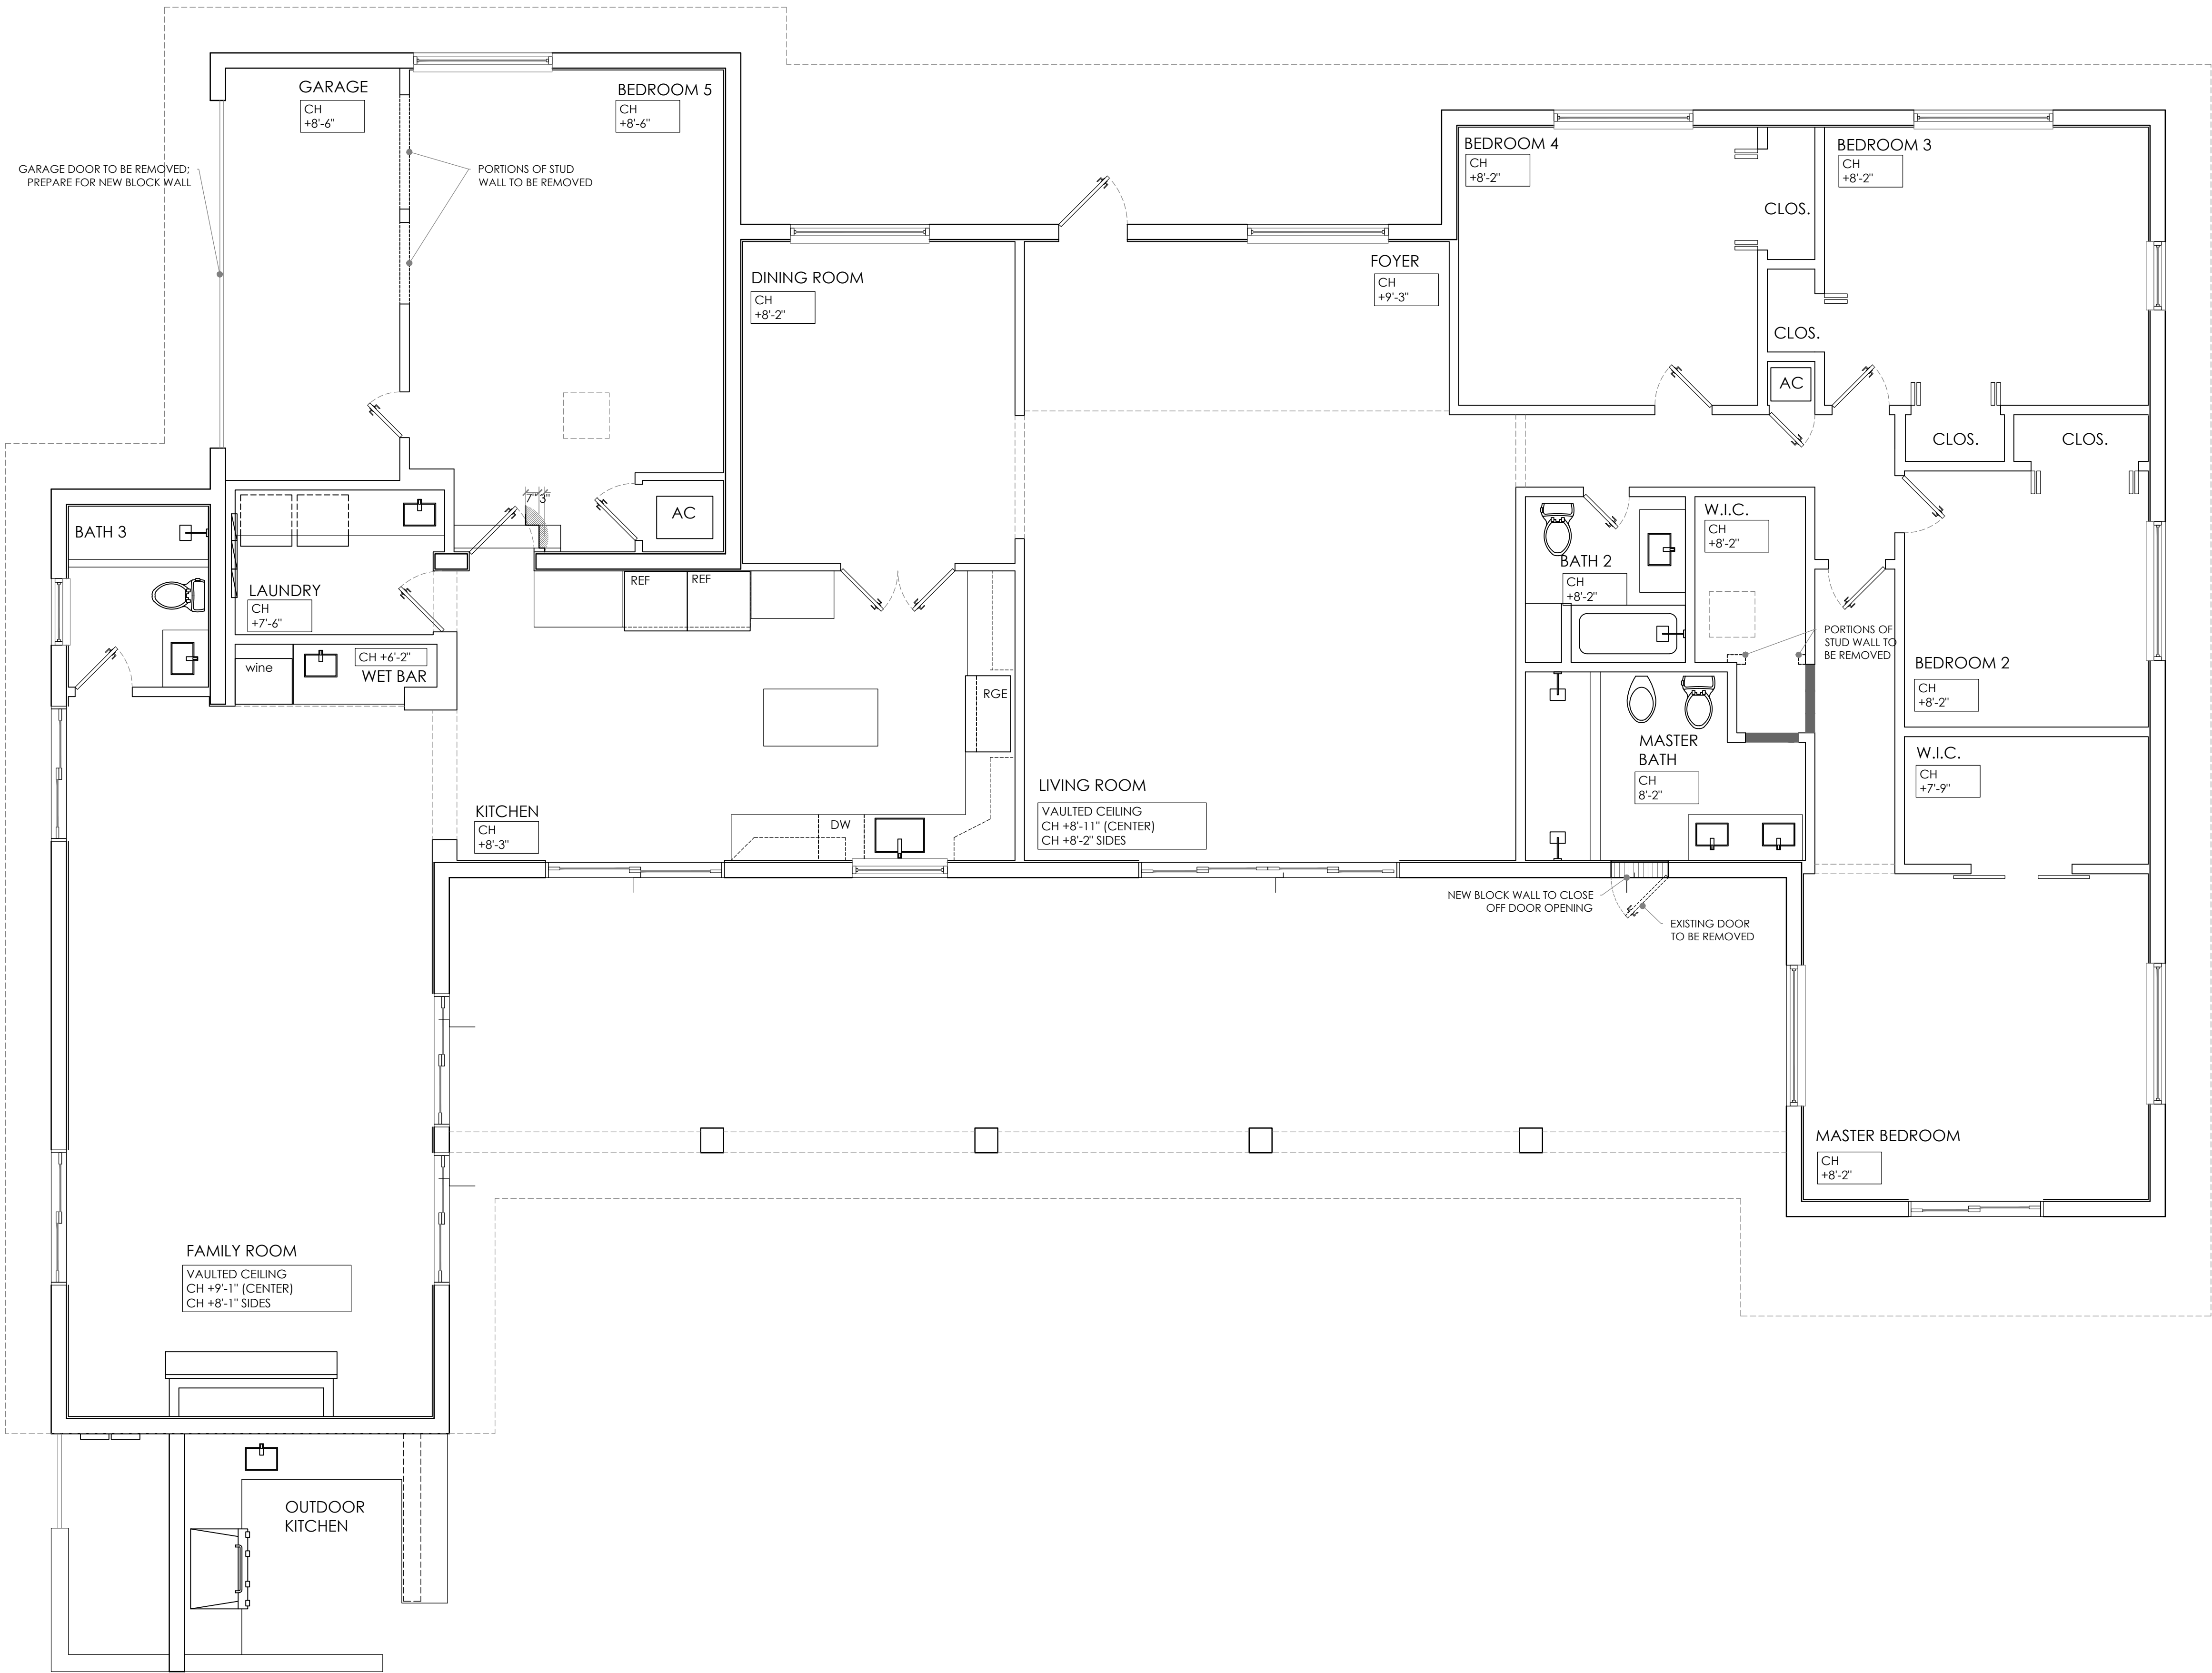 GARAGE
CH
+8'-6"
BEDROOM 5
CH
+8'-6"
GARAGE DOOR TO BE REMOVED;
PREPARE FOR NEW BLOCK WALL
PORTIONS OF STUD
WALL TO BE REMOVED
BEDROOM 4
CH
+8'-2"
CLOS.
BEDROOM 3
CH
+8'-2"
DINING ROOM
CH
+8'-2"
FOYER
CH
+9'-3"
CLOS.
AC
CLOS.
CLOS.
7" 3"
AC
BATH 3
LAUNDRY
CH
+7'-6"
REF
REF
W.I.C.
CH
+8'-2"
BATH 2
CH
+8'-2"
PORTIONS OF
STUD WALL TO
BE REMOVED
BEDROOM 2
CH
+8'-2"
wine
CH +6'-2"
WET BAR
RGE
MASTER
BATH
CH
8'-2"
W.I.C.
CH
+7'-9"
KITCHEN
CH
+8'-3"
DW
LIVING ROOM
VAULTED CEILING
CH +8'-11" (CENTER)
CH +8'-2" SIDES
NEW BLOCK WALL TO CLOSE
OFF DOOR OPENING
EXISTING DOOR
TO BE REMOVED
MASTER BEDROOM
CH
+8'-2"
FAMILY ROOM
VAULTED CEILING
CH +9'-1" (CENTER)
CH +8'-1" SIDES
OUTDOOR
KITCHEN